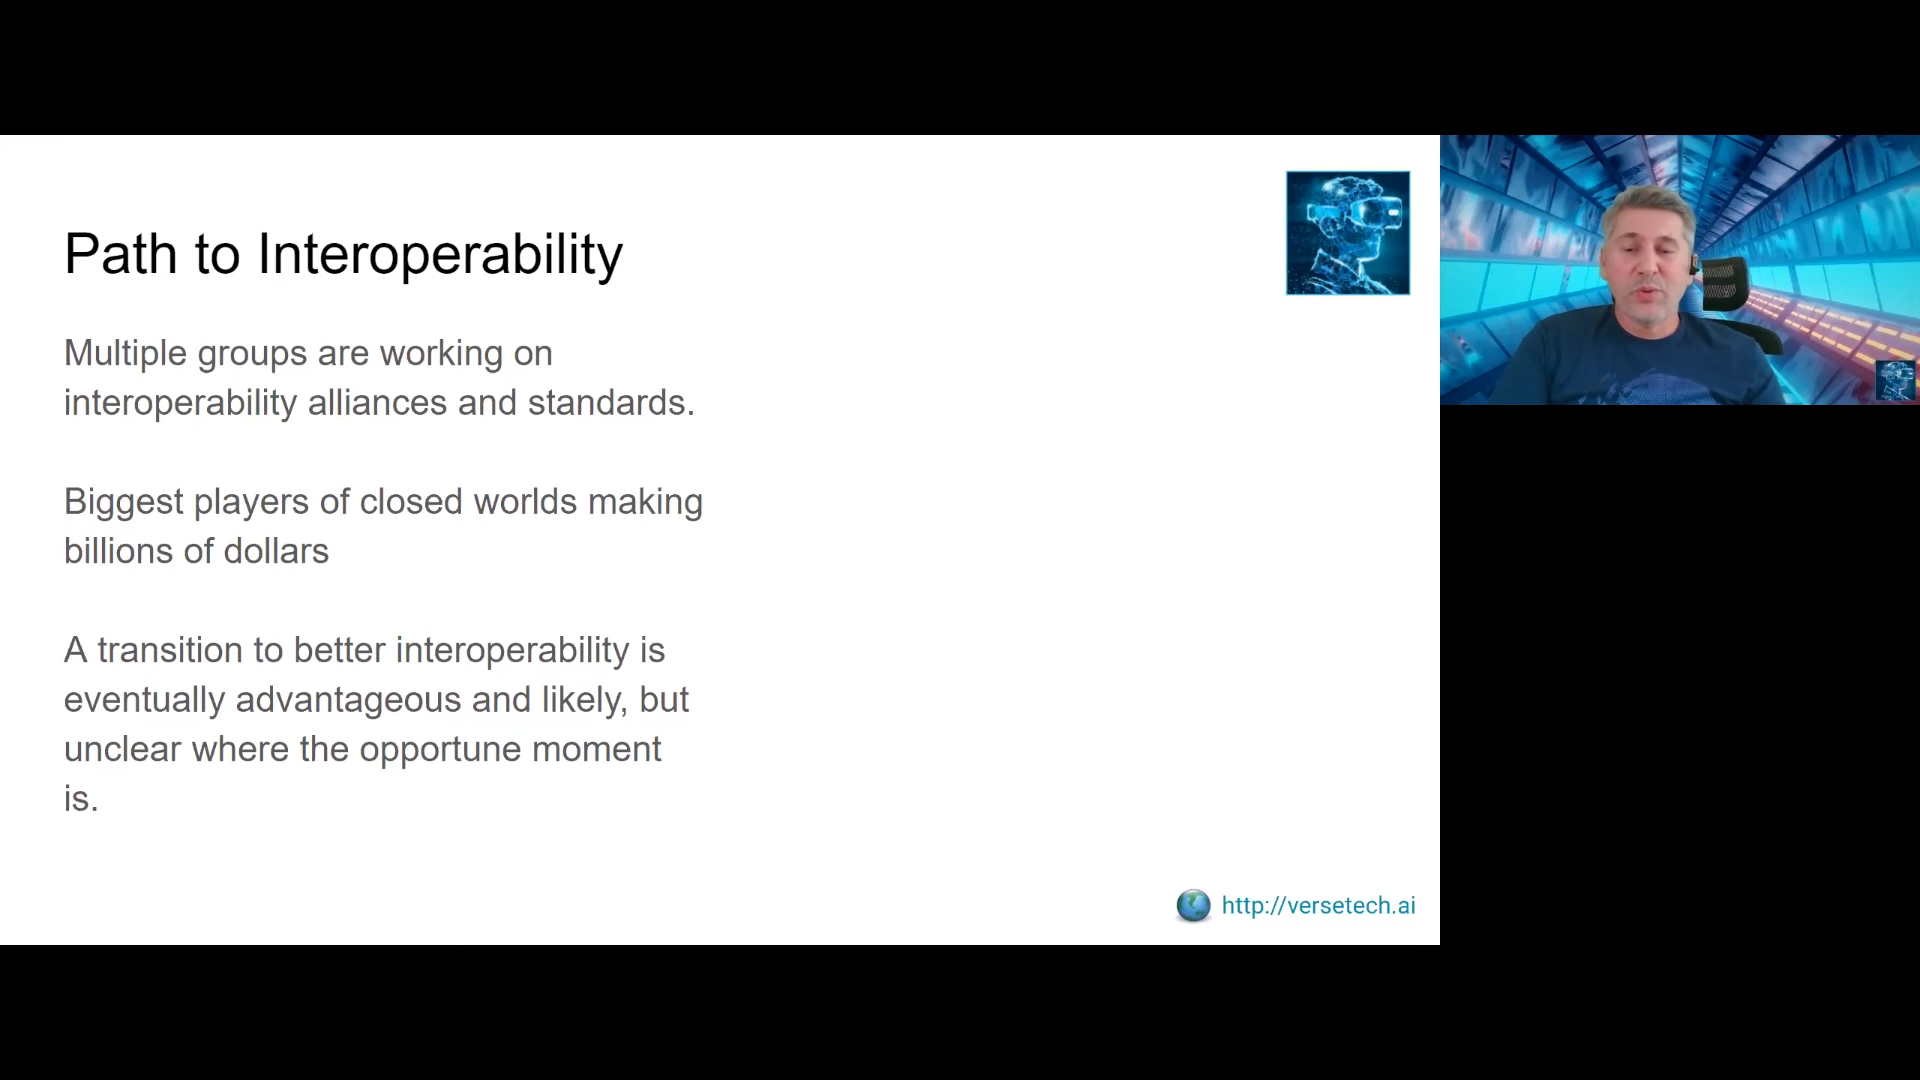 Path to Interoperability
Multiple groups are working on
interoperability alliances and standards.
Biggest players of closed worlds making
billions of dollars
A transition to better interoperability is
eventually advantageous and likely, but
unclear where the opportune moment
is.
http://versetech.ai